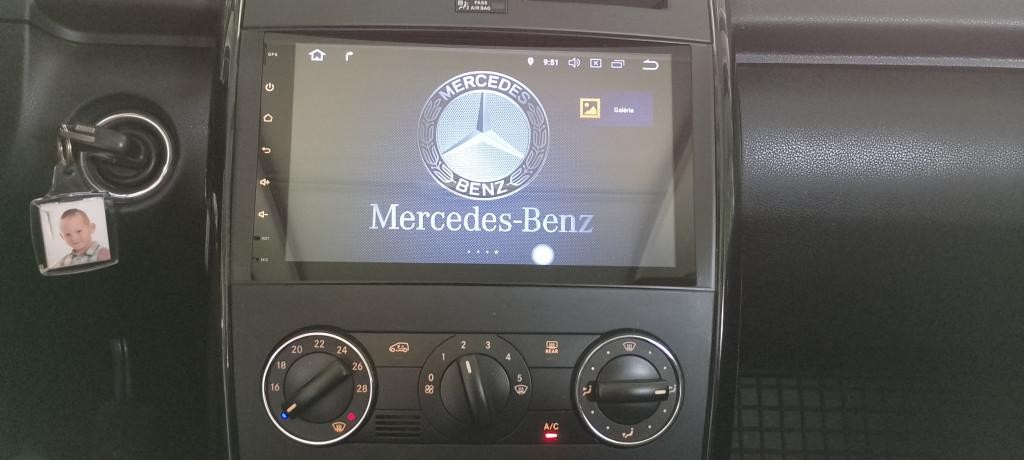 PASS
AIR BAG
GPS
9:51
MERCEDES
BENZ
Galéria
Mercedes-Benz
RST
MIC
16 18 20 22 24 26 28
0 1 2 3 4 5
REAR
A/C